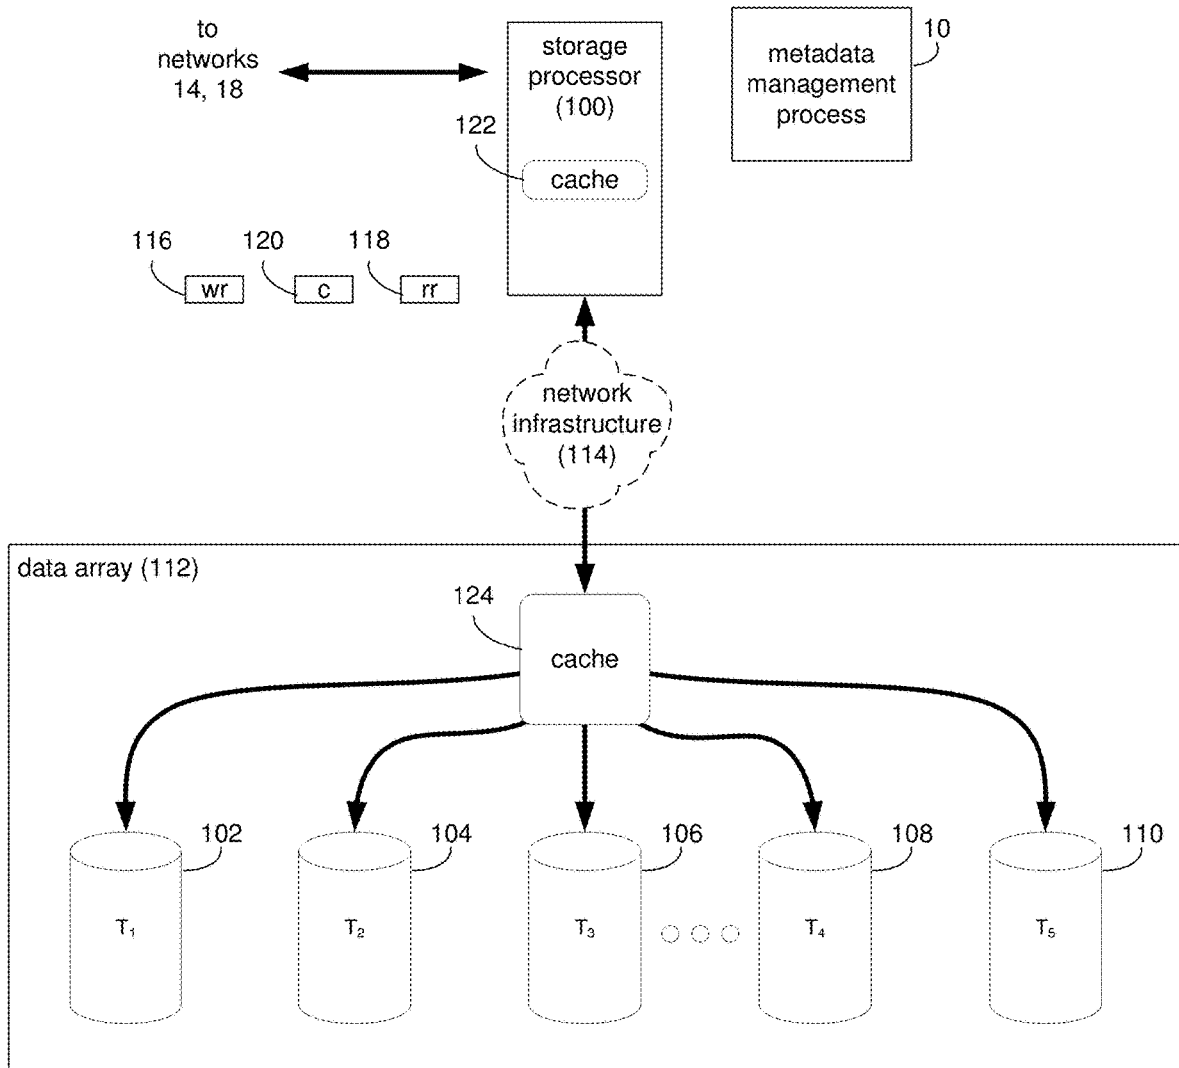 to
networks
14, 18
storage
processor
(100)
10
metadata
management
process
122
cache
116
120
118
wr
c
rr
network
infrastructure
(114)
data array (112)
124
cache
102
104
106
108
110
T₁
T₂
T₃
T₄
T₅